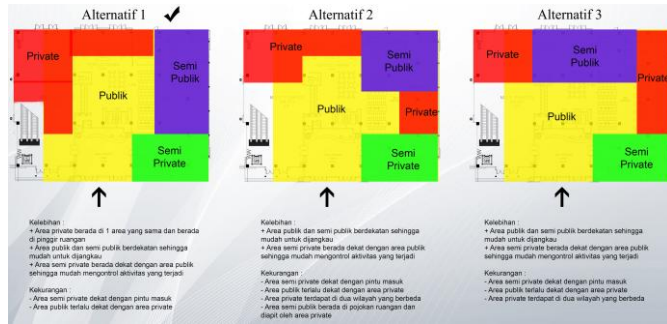 Alternatif 1
Private
Semi
Publik
Publik
Semi
Private
Kelebihan :
+ Area private berada di 1 area yang sama dan berada
di pinggir ruangan
+ Area publik dan semi publik berdekatan sehingga
mudah untuk dijangkau
+ Area semi private berada dekat dengan area publik
sehingga mudah mengontrol aktivitas yang terjadi
Kekurangan :
- Area semi private dekat dengan pintu masuk
- Area publik terlalu dekat dengan area private
Alternatif 2
Private
Semi
Publik
Publik
Private
Semi
Private
Kelebihan :
+ Area publik dan semi publik berdekatan sehingga
mudah untuk dijangkau
+ Area semi private berada dekat dengan area publik
sehingga mudah mengontrol aktivitas yang terjadi
Kekurangan :
- Area semi private dekat dengan pintu masuk
- Area publik terlalu dekat dengan area private
- Area private terdapat di dua wilayah yang berbeda
- Area semi publik berada di pojokan ruangan dan
diapit oleh area private
Alternatif 3
Private
Semi
Publik
Private
Publik
Semi
Private
Kelebihan :
+ Area publik dan semi publik berdekatan sehingga
mudah untuk dijangkau
+ Area semi private berada dekat dengan area publik
sehingga mudah mengontrol aktivitas yang terjadi
Kekurangan :
- Area semi private dekat dengan pintu masuk
- Area publik terlalu dekat dengan area private
- Area private terdapat di dua wilayah yang berbeda